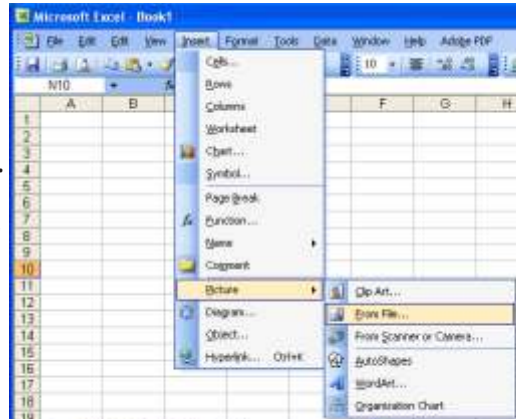 Microsoft Excel - Book1
File Edit Edit View Insert Format Tools Data Window Help Adobe PDF
10
N10
A B F G H
Cells...
Rows
Columns
Worksheet
Chart...
Symbol...
Page Break
Function...
Name
Comment
Picture
Diagram...
Object...
Hyperlink... Ctrl+K
Clip Art...
From File...
From Scanner or Camera...
AutoShapes
WordArt...
Organization Chart
1
2
3
4
5
6
7
8
9
10
11
12
13
14
15
16
17
18
19